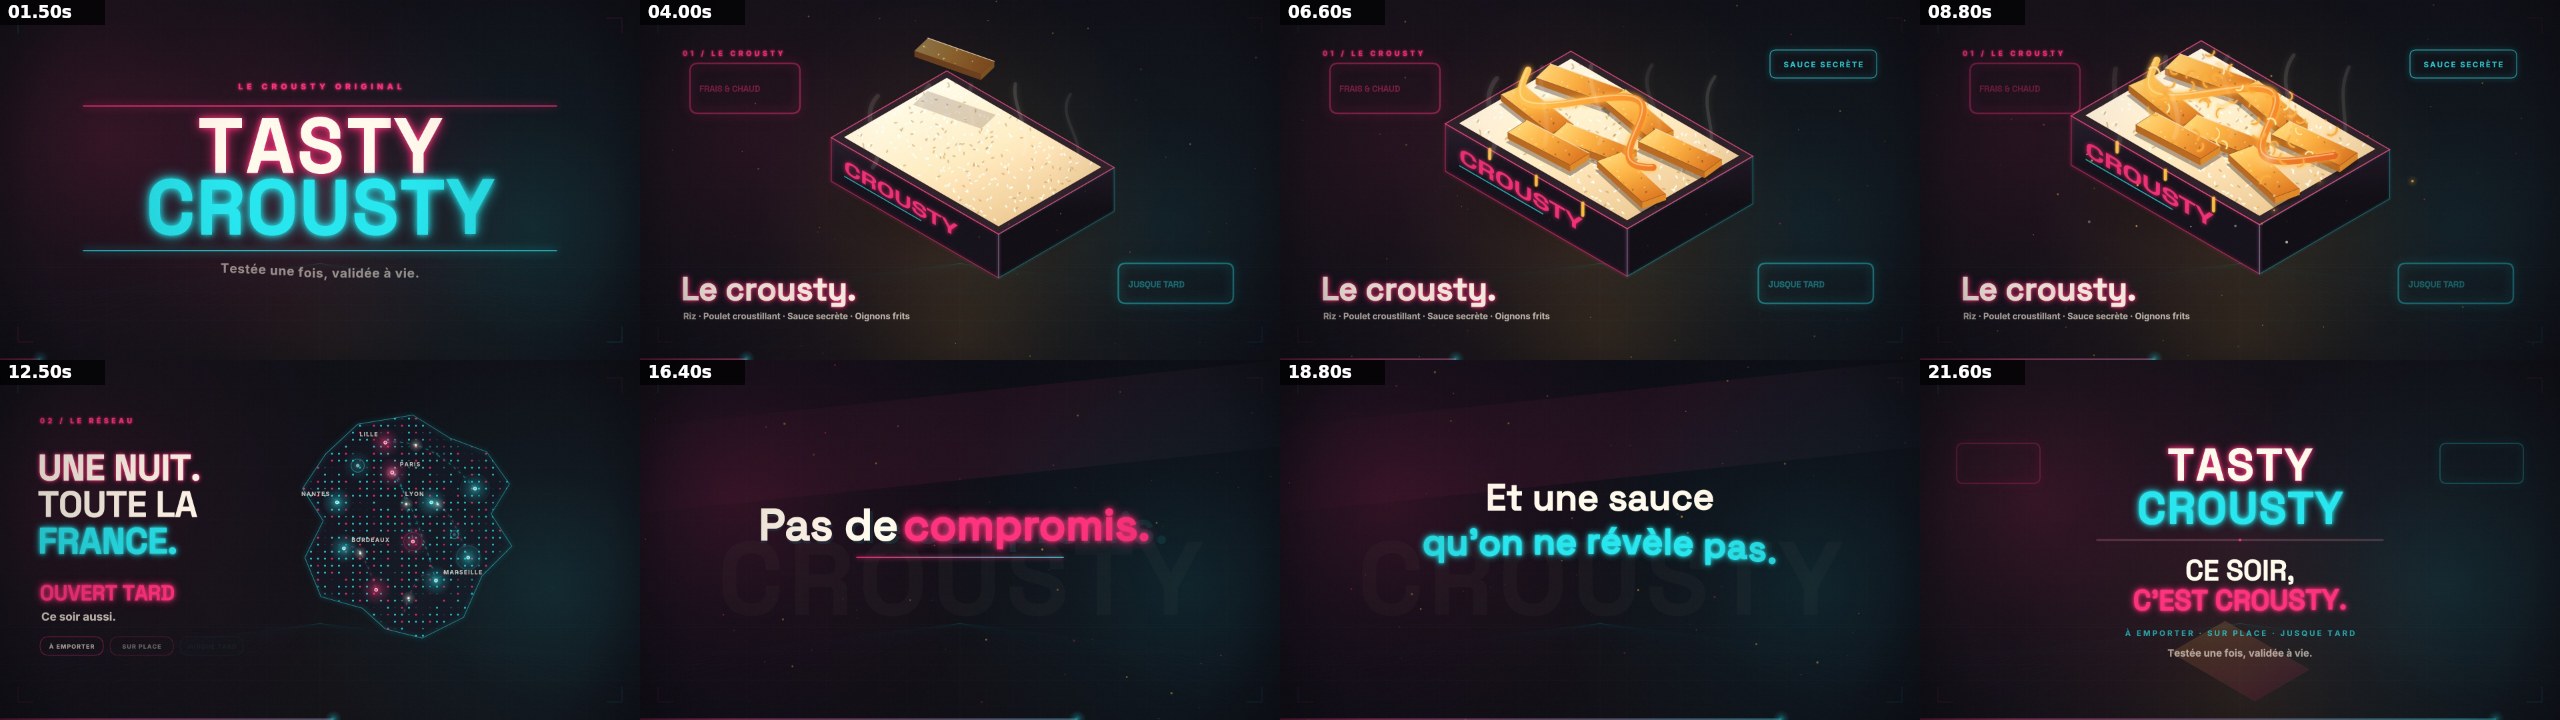 01.50s
LE CROUSTY ORIGINAL
TASTY
CROUSTY
Testée une fois, validée à vie.
04.00s
01 / LE CROUSTY
FRAIS & CHAUD
CROUSTY
JUSQUE TARD
Le crousty.
Riz · Poulet croustillant · Sauce secrète · Oignons frits
06.60s
01 / LE CROUSTY
SAUCE SECRÈTE
FRAIS & CHAUD
CROUSTY
JUSQUE TARD
Le crousty.
Riz · Poulet croustillant · Sauce secrète · Oignons frits
08.80s
01 / LE CROUSTY
SAUCE SECRÈTE
FRAIS & CHAUD
CROUSTY
JUSQUE TARD
Le crousty.
Riz · Poulet croustillant · Sauce secrète · Oignons frits
12.50s
02 / LE RÉSEAU
UNE NUIT.
TOUTE LA
FRANCE.
OUVERT TARD
Ce soir aussi.
À EMPORTER
SUR PLACE
JUSQUE TARD
LILLE
PARIS
NANTES
LYON
BORDEAUX
MARSEILLE
16.40s
Pas de compromis.
CROUSTY
18.80s
Et une sauce
qu'on ne révèle pas.
CROUSTY
21.60s
TASTY
CROUSTY
CE SOIR,
C'EST CROUSTY.
À EMPORTER · SUR PLACE · JUSQUE TARD
Testée une fois, validée à vie.